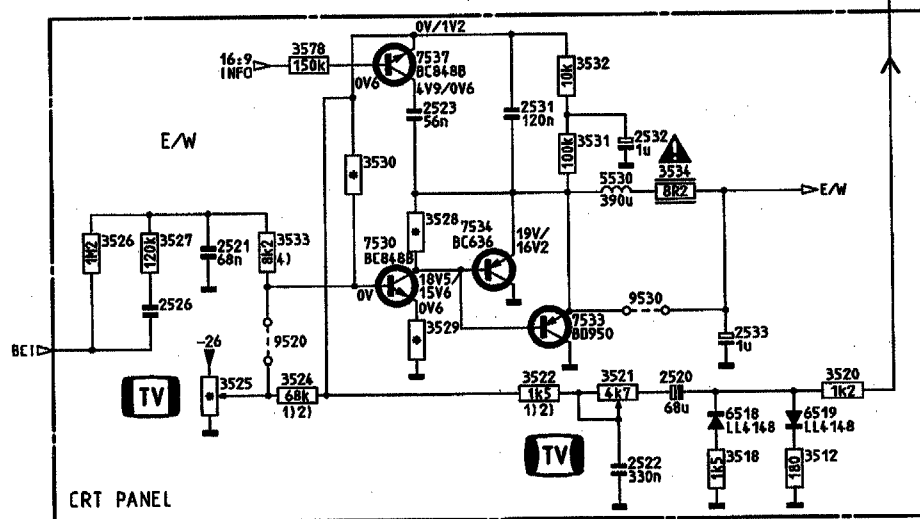 0V/1V2
3578
150k
16:9
INFO
7537
BC848B
4V9/0V6
0V6
2523
56n
2531
120n
10k
3532
100k
3531
2532
1u
E/W
3530
*
5530
390u
3534
8R2
E/W
1M2
3526
120k
3527
2521
68n
8k2
3533
4)
3528
*
7534
BC636
19V/
16V2
7530
BC848B
18V5/
15V6
0V6
0V
2526
3529
*
9530
7533
BD950
2533
1u
9520
BCI
-26
TV
3525
*
3524
68k
1)2)
3522
1k5
1)2)
3521
4k7
2520
68u
3520
1k2
6518
LL4148
6519
LL4148
TV
2522
330n
1k5
3518
180
3512
CRT PANEL